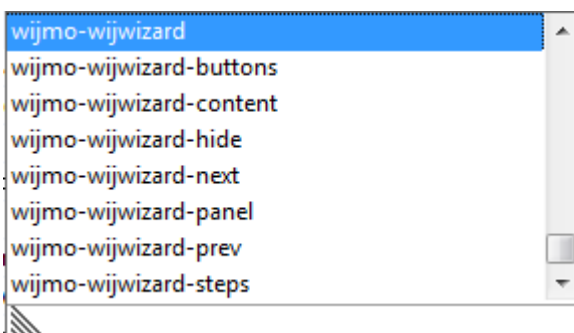 wijmo-wijwizard
wijmo-wijwizard-buttons
wijmo-wijwizard-content
wijmo-wijwizard-hide
wijmo-wijwizard-next
wijmo-wijwizard-panel
wijmo-wijwizard-prev
wijmo-wijwizard-steps